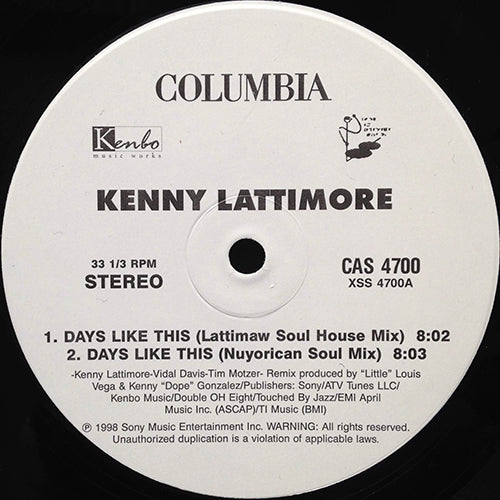 COLUMBIA
Kenbo
music works
KENNY LATTIMORE
33 1/3 RPM
STEREO
CAS 4700
XSS 4700A
1. DAYS LIKE THIS (Lattimaw Soul House Mix) 8:02
2. DAYS LIKE THIS (Nuyorican Soul Mix) 8:03
-Kenny Lattimore-Vidal Davis-Tim Motzer- Remix produced by "Little" Louis
Vega & Kenny "Dope" Gonzalez/Publishers: Sony/ATV Tunes LLC/
Kenbo Music/Double OH Eight/Touched By Jazz/EMI April
Music Inc. (ASCAP)/TI Music (BMI)
℗ 1998 Sony Music Entertainment Inc. WARNING: All rights reserved.
Unauthorized duplication is a violation of applicable laws.